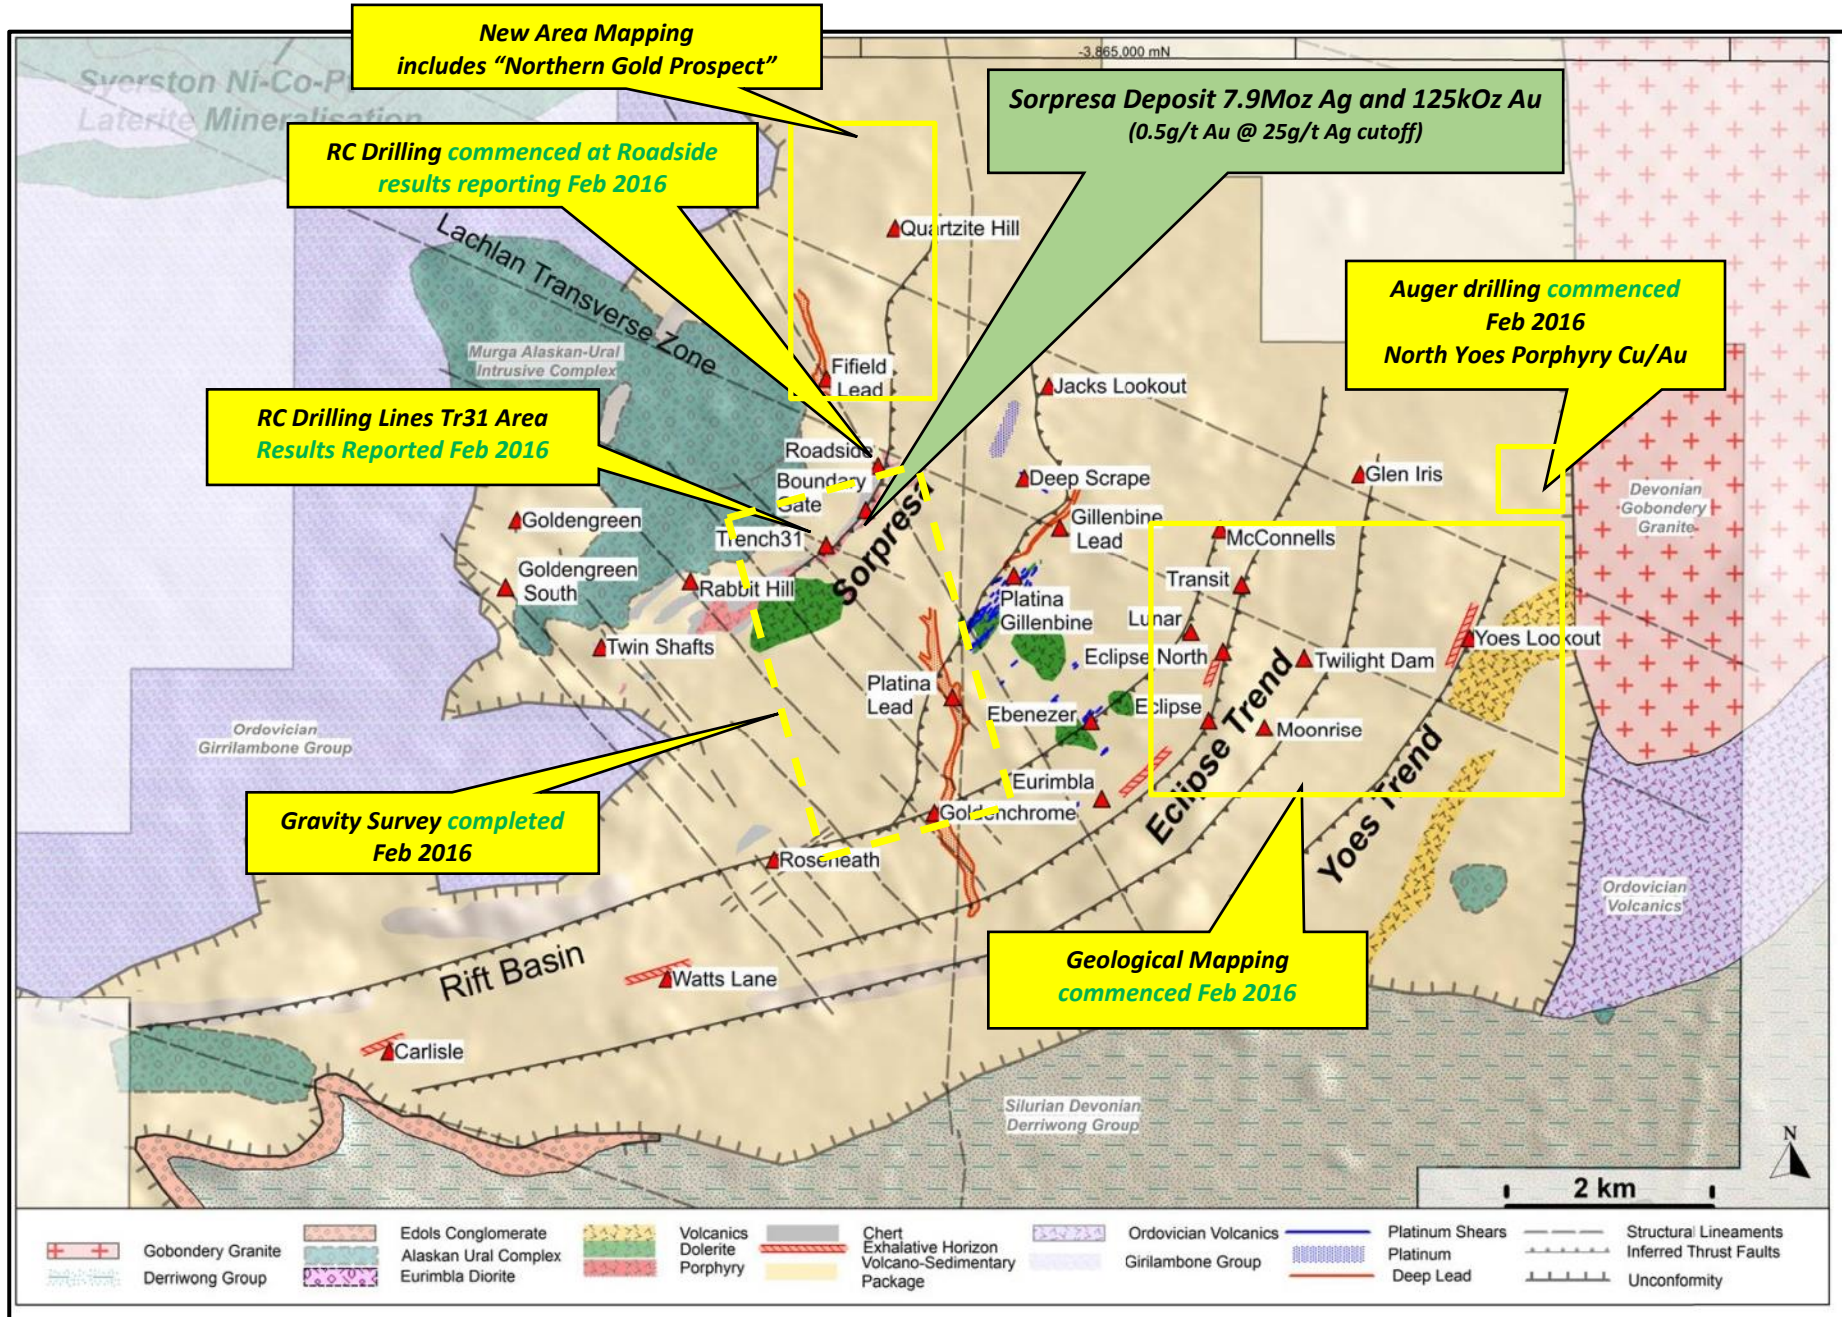 New Area Mapping
includes “Northern Gold Prospect”
-3,865,000 mN
Syerston Ni-Co-Pt
Laterite Mineralisation
Sorpresa Deposit 7.9Moz Ag and 125kOz Au
(0.5g/t Au @ 25g/t Ag cutoff)
RC Drilling commenced at Roadside
results reporting Feb 2016
Quartzite Hill
Lachlan Transverse Zone
Auger drilling commenced
Feb 2016
North Yoes Porphyry Cu/Au
Murga Alaskan-Ural
Intrusive Complex
Fifield
Lead
Jacks Lookout
RC Drilling Lines Tr31 Area
Results Reported Feb 2016
Roadside
Boundary
Gate
Deep Scrape
Glen Iris
Devonian
Gobondery
Granite
Sorpresa
Goldengreen
Trench31
Gillenbine
Lead
McConnells
Goldengreen
South
Rabbit Hill
Transit
Platina
Gillenbine
Lunar
Twin Shafts
Eclipse North
Twilight Dam
Yoes Lookout
Platina
Lead
Ebenezer
Eclipse
Moonrise
Eclipse Trend
Yoes Trend
Ordovician
Girrilambone Group
Eurimbla
Goldenchrome
Gravity Survey completed
Feb 2016
Roseneath
Ordovician
Volcanics
Rift Basin
Watts Lane
Geological Mapping
commenced Feb 2016
Carlisle
Silurian Devonian
Derriwong Group
N
2 km
Gobondery Granite
Derriwong Group
Edols Conglomerate
Alaskan Ural Complex
Eurimbla Diorite
Volcanics
Dolerite
Porphyry
Chert
Exhalative Horizon
Volcano-Sedimentary
Package
Ordovician Volcanics
Girilambone Group
Platinum Shears
Platinum
Deep Lead
Structural Lineaments
Inferred Thrust Faults
Unconformity